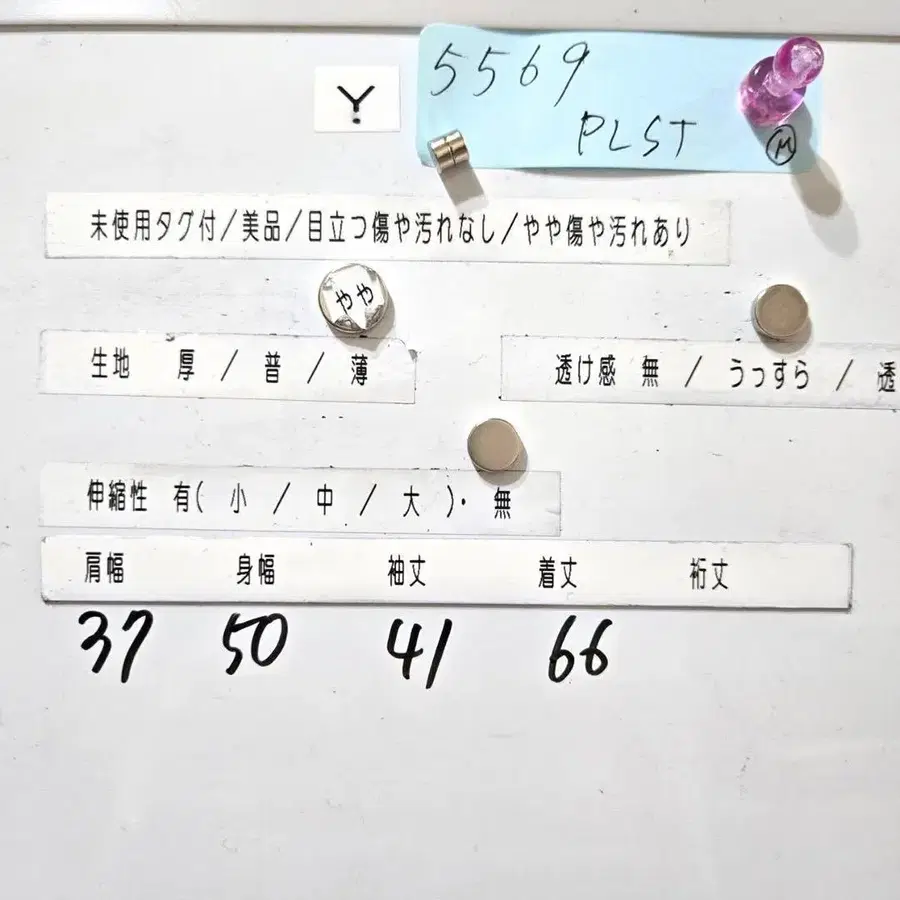 5569
Y
PLST
M
未使用タグ付/美品/目立つ傷や汚れなし/やや傷や汚れあり
やや
生地 厚 / 普 / 薄
透け感 無 / うっすら / 透
伸縮性 有( 小 / 中 / 大 )・ 無
肩幅 身幅 袖丈 着丈 裄丈
37 50 41 66